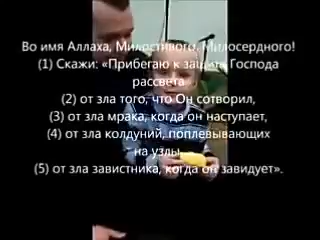 Во имя Аллаха, Милостивого, Милосердного!
(1) Скажи: «Прибегаю к защите Господа
рассвета
(2) от зла того, что Он сотворил,
(3) от зла мрака, когда он наступает,
(4) от зла колдуний, поплевывающих
на узлы,
(5) от зла завистника, когда он завидует».